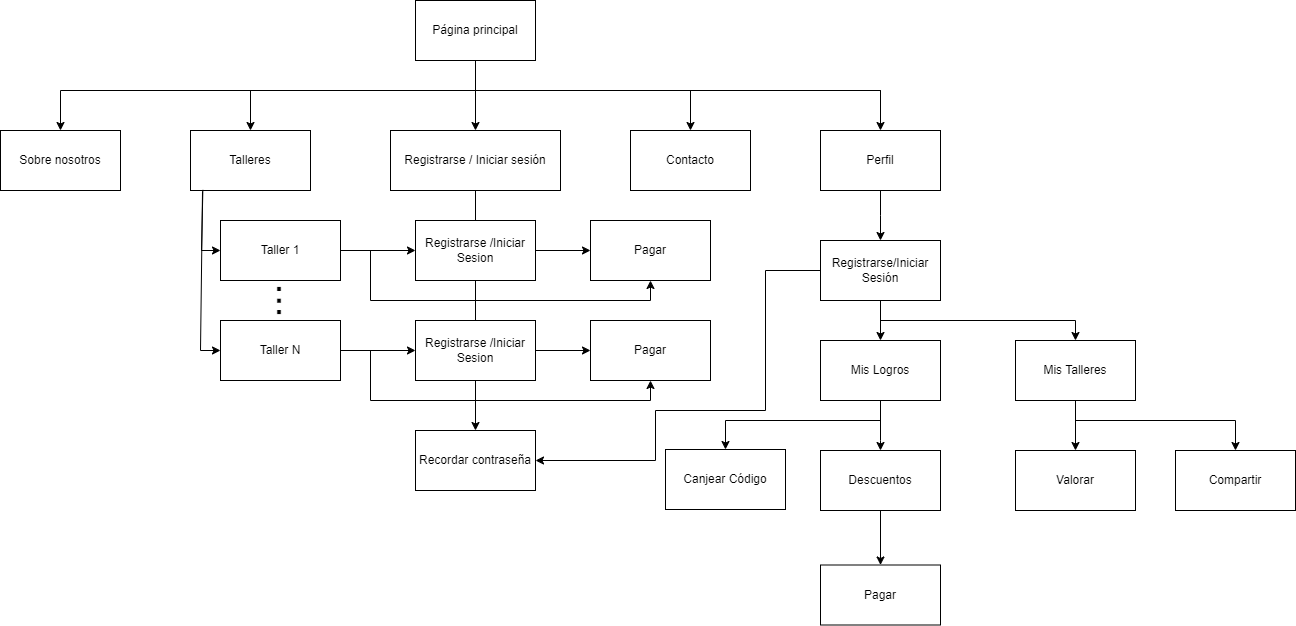 Página principal
Sobre nosotros
Talleres
Registrarse / Iniciar sesión
Contacto
Perfil
Taller 1
Registrarse /Iniciar
Sesion
Pagar
Registrarse/Iniciar
Sesión
Taller N
Registrarse /Iniciar
Sesion
Pagar
Mis Logros
Mis Talleres
Recordar contraseña
Canjear Código
Descuentos
Valorar
Compartir
Pagar